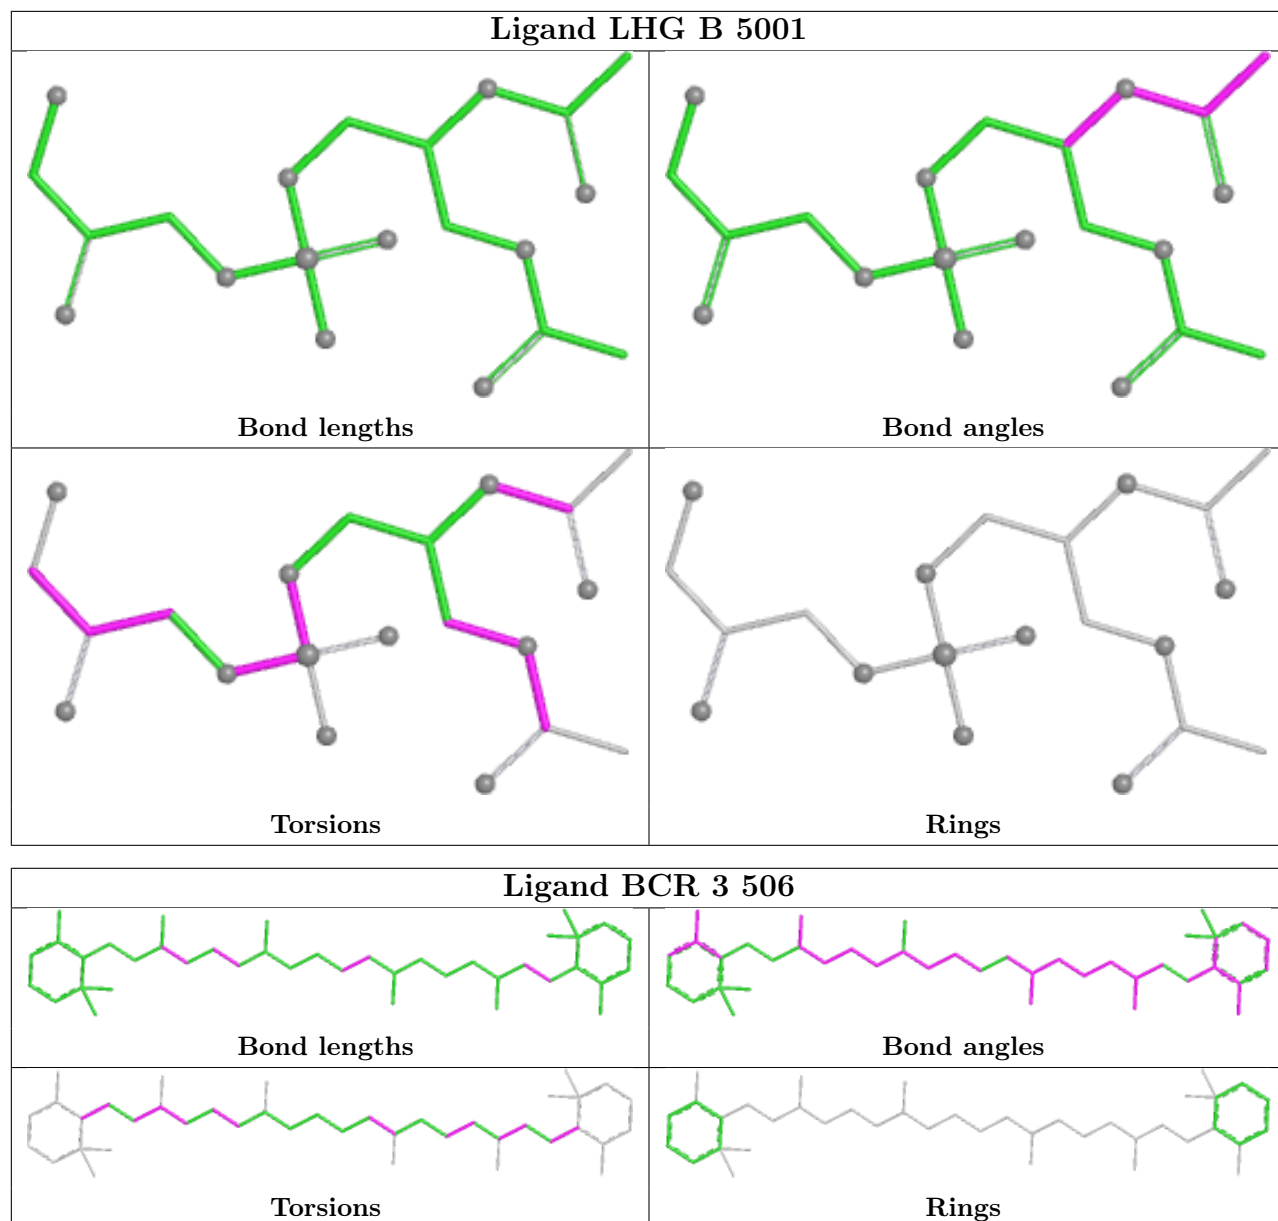 Ligand LHG B 5001
Bond lengths
Bond angles
Torsions
Rings
Ligand BCR 3 506
Bond lengths
Bond angles
Torsions
Rings